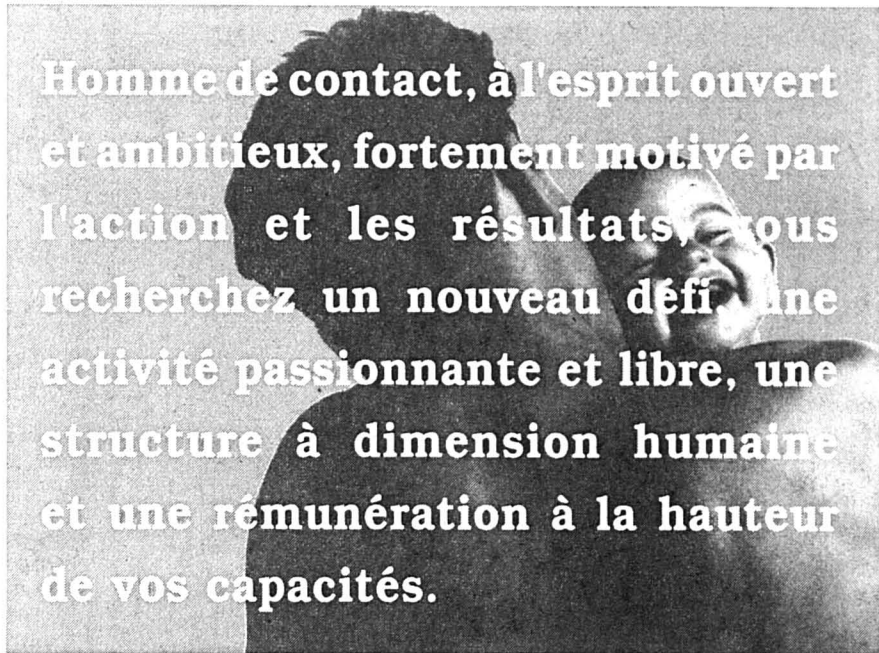 Homme de contact, à l'esprit ouvert
et ambitieux, fortement motivé par
l'action et les résultats, vous
recherchez un nouveau défi, une
activité passionnante et libre, une
structure à dimension humaine
et une rémunération à la hauteur
de vos capacités.